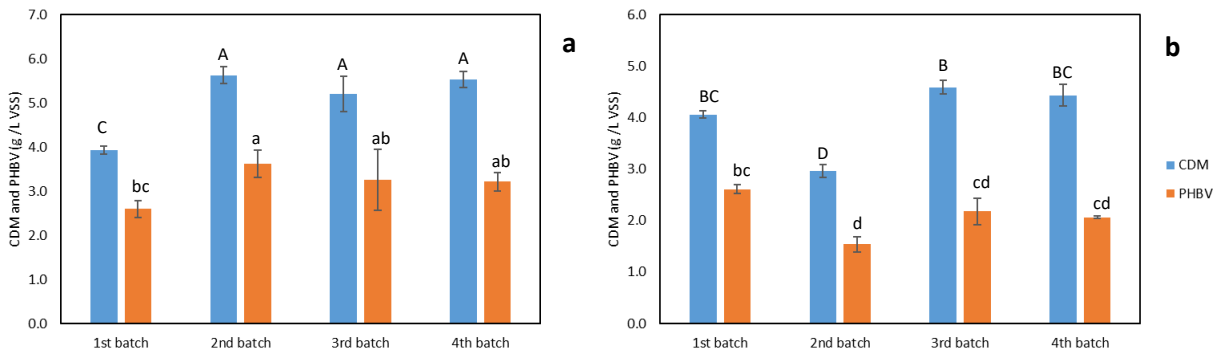 7.0
6.0
5.0
4.0
3.0
2.0
1.0
0.0
CDM and PHBV (g /L VSS)
C
bc
A
a
A
ab
A
ab
a
1st batch 2nd batch 3rd batch 4th batch
6.0
5.0
4.0
3.0
2.0
1.0
0.0
CDM and PHBV (g /L VSS)
BC
bc
D
d
B
cd
BC
cd
b
1st batch 2nd batch 3rd batch 4th batch
CDM
PHBV